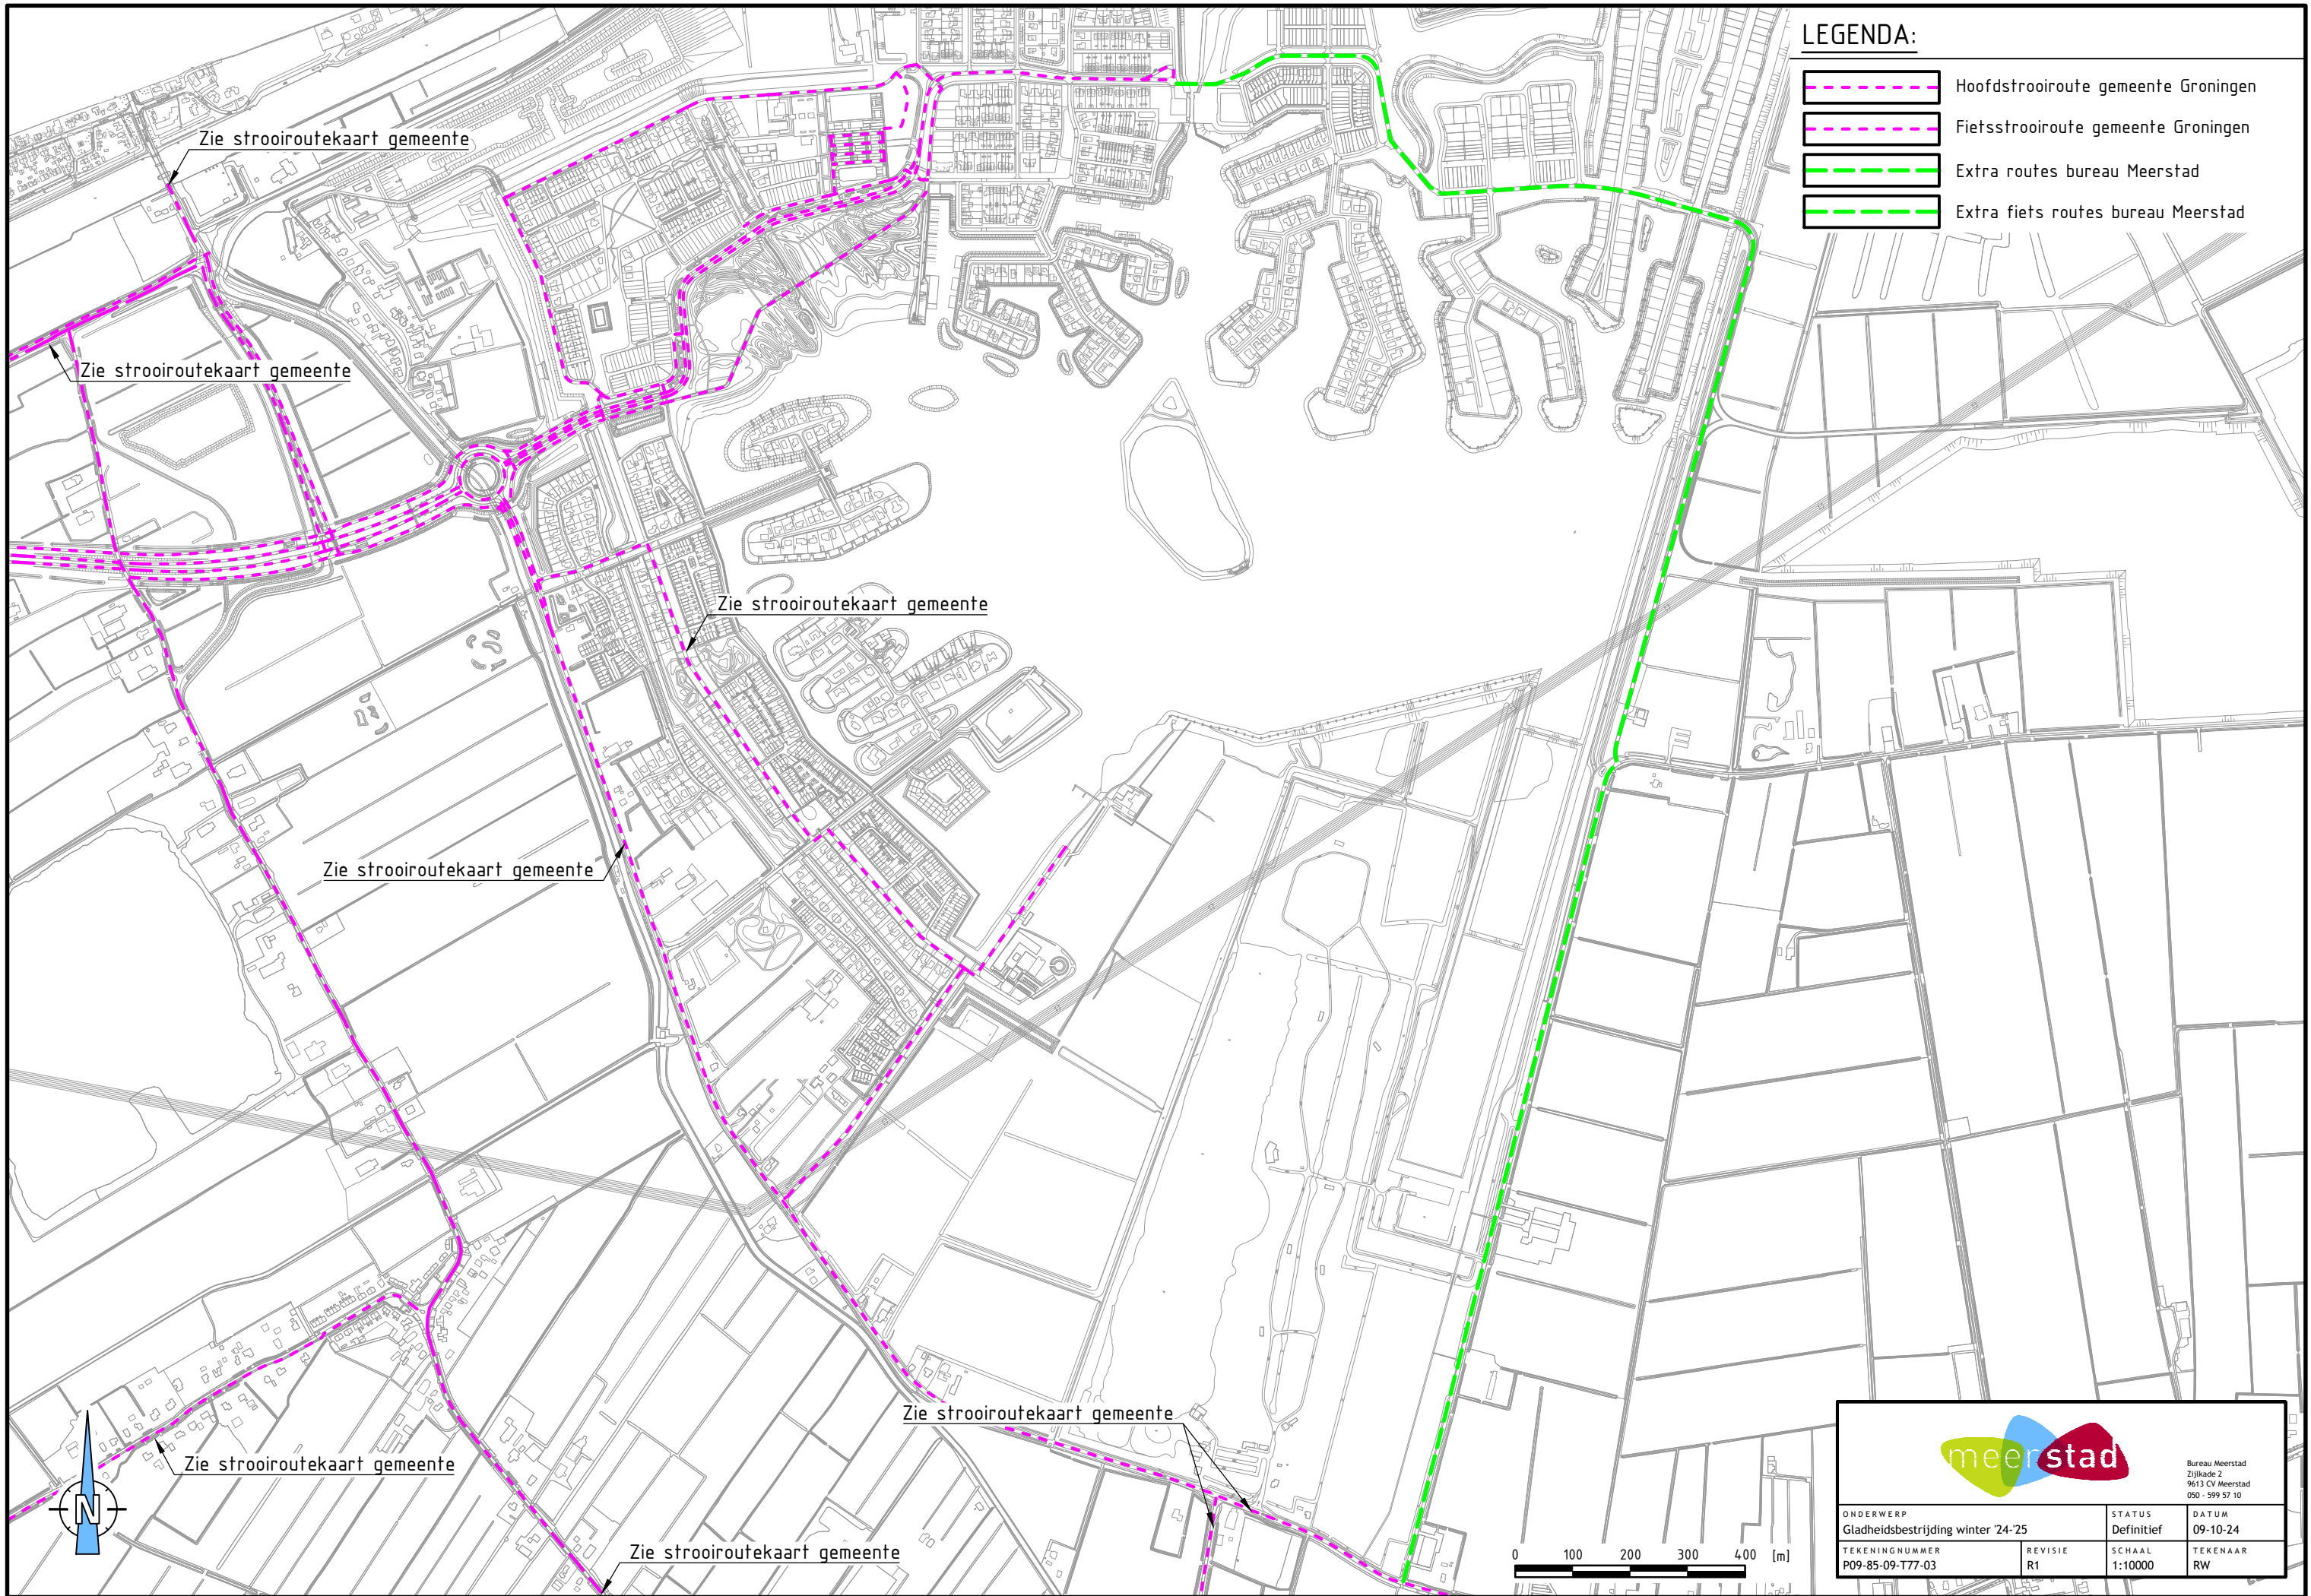 LEGENDA:
Hoofdstrooiroute gemeente Groningen
Fietsstrooiroute gemeente Groningen
Extra routes bureau Meerstad
Extra fiets routes bureau Meerstad
Zie strooiroutekaart gemeente
Zie strooiroutekaart gemeente
Zie strooiroutekaart gemeente
Zie strooiroutekaart gemeente
Zie strooiroutekaart gemeente
Zie strooiroutekaart gemeente
Zie strooiroutekaart gemeente
N
0 100 200 300 400 [m]
meerstad
Bureau Meerstad
Zijlkade 2
9613 CV Meerstad
050 - 599 57 10
ONDERWERP
Gladheidsbestrijding winter '24-'25
STATUS
Definitief
DATUM
09-10-24
TEKENINGNUMMER
P09-85-09-T77-03
REVISIE
R1
SCHAAL
1:10000
TEKENAAR
RW